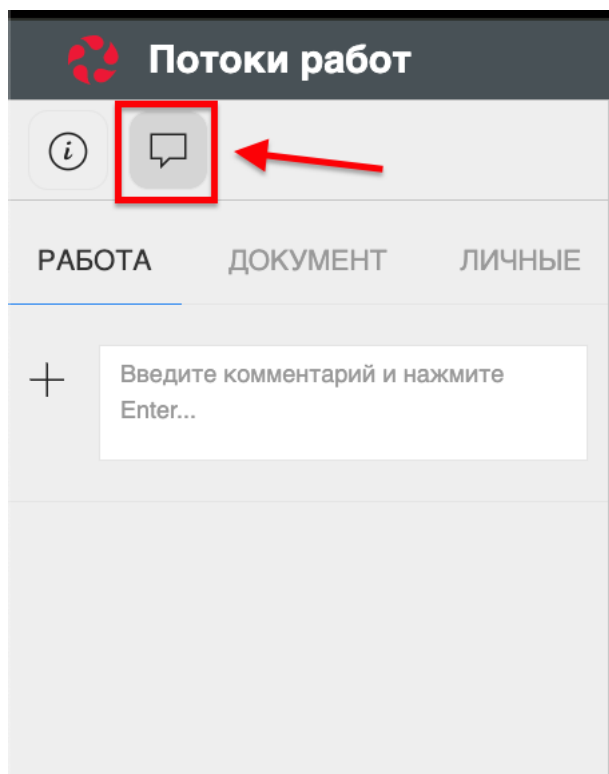 Потоки работ
i
РАБОТА ДОКУМЕНТ ЛИЧНЫЕ
Введите комментарий и нажмите
Enter...